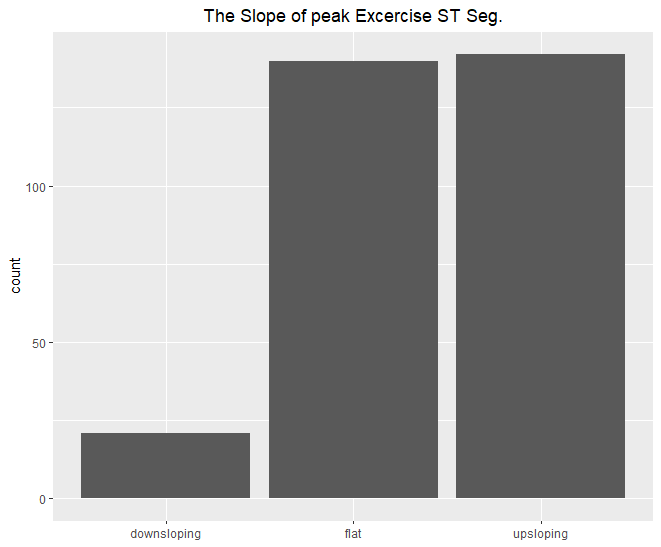 The Slope of peak Excercise ST Seg.
count
100
50
0
downsloping
flat
upsloping